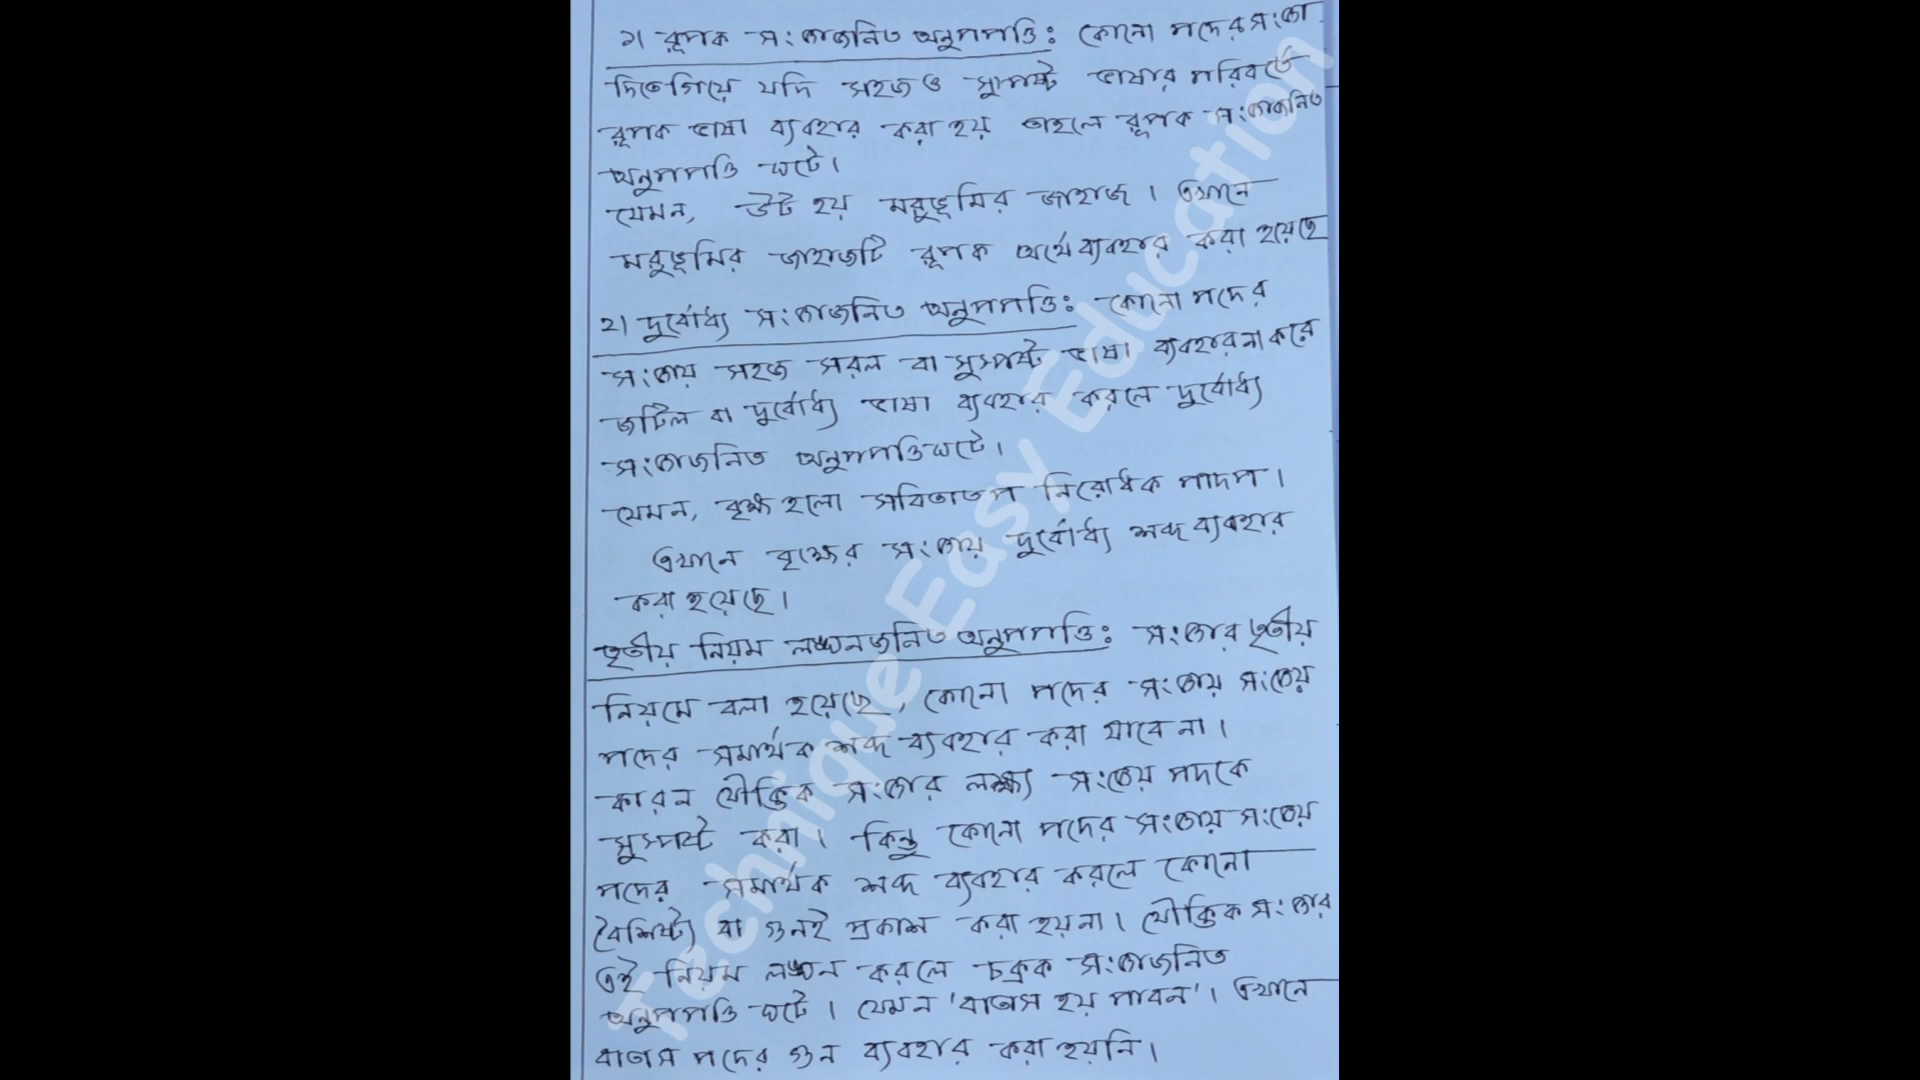 ১। রূপক সংজ্ঞাজনিত অনুপপত্তিঃ কোনো পদের সংজ্ঞা
দিতেগিয়ে যদি সহজ ও সুস্পষ্ট ভাষার পরিবর্তে
রূপক ভাষা ব্যবহার করা হয় তাহলে রূপক সংজ্ঞাজনিত
অনুপপত্তি ঘটে।
যেমন, উট হয় মরুভূমির জাহাজ। এখানে
মরুভূমির জাহাজটি রূপক অর্থে ব্যবহার করা হয়েছে
২। দুর্বোধ্য সংজ্ঞাজনিত অনুপপত্তিঃ কোনো পদের
সংজ্ঞায় সহজ সরল বা সুস্পষ্ট ভাষা ব্যবহার না করে
জটিল বা দুর্বোধ্য ভাষা ব্যবহার করলে দুর্বোধ্য
সংজ্ঞাজনিত অনুপপত্তি ঘটে।
যেমন, বৃক্ষ হলো সবিতাতপ নিরোধক পাদপ।
এখানে বৃক্ষের সংজ্ঞায় দুর্বোধ্য শব্দ ব্যবহার
করা হয়েছে।
তৃতীয় নিয়ম লঙ্ঘনজনিত অনুপপত্তিঃ সংজ্ঞার তৃতীয়
নিয়মে বলা হয়েছে, কোনো পদের সংজ্ঞায় সংজ্ঞেয়
পদের সমার্থক শব্দ ব্যবহার করা যাবে না।
কারন যৌক্তিক সংজ্ঞার লক্ষ্য সংজ্ঞেয় পদকে
সুস্পষ্ট করা। কিন্তু কোনো পদের সংজ্ঞায় সংজ্ঞেয়
পদের সমার্থক শব্দ ব্যবহার করলে কোনো
বৈশিষ্ট্য বা গুনই প্রকাশ করা হয় না। যৌক্তিক সংজ্ঞার
এই নিয়ম লঙ্ঘন করলে চক্রক সংজ্ঞাজনিত
অনুপপত্তি ঘটে। যেমন 'বাতাস হয় পাবন'। এখানে
বাতাস পদের গুন ব্যবহার করা হয়নি।
Technique Easy Education